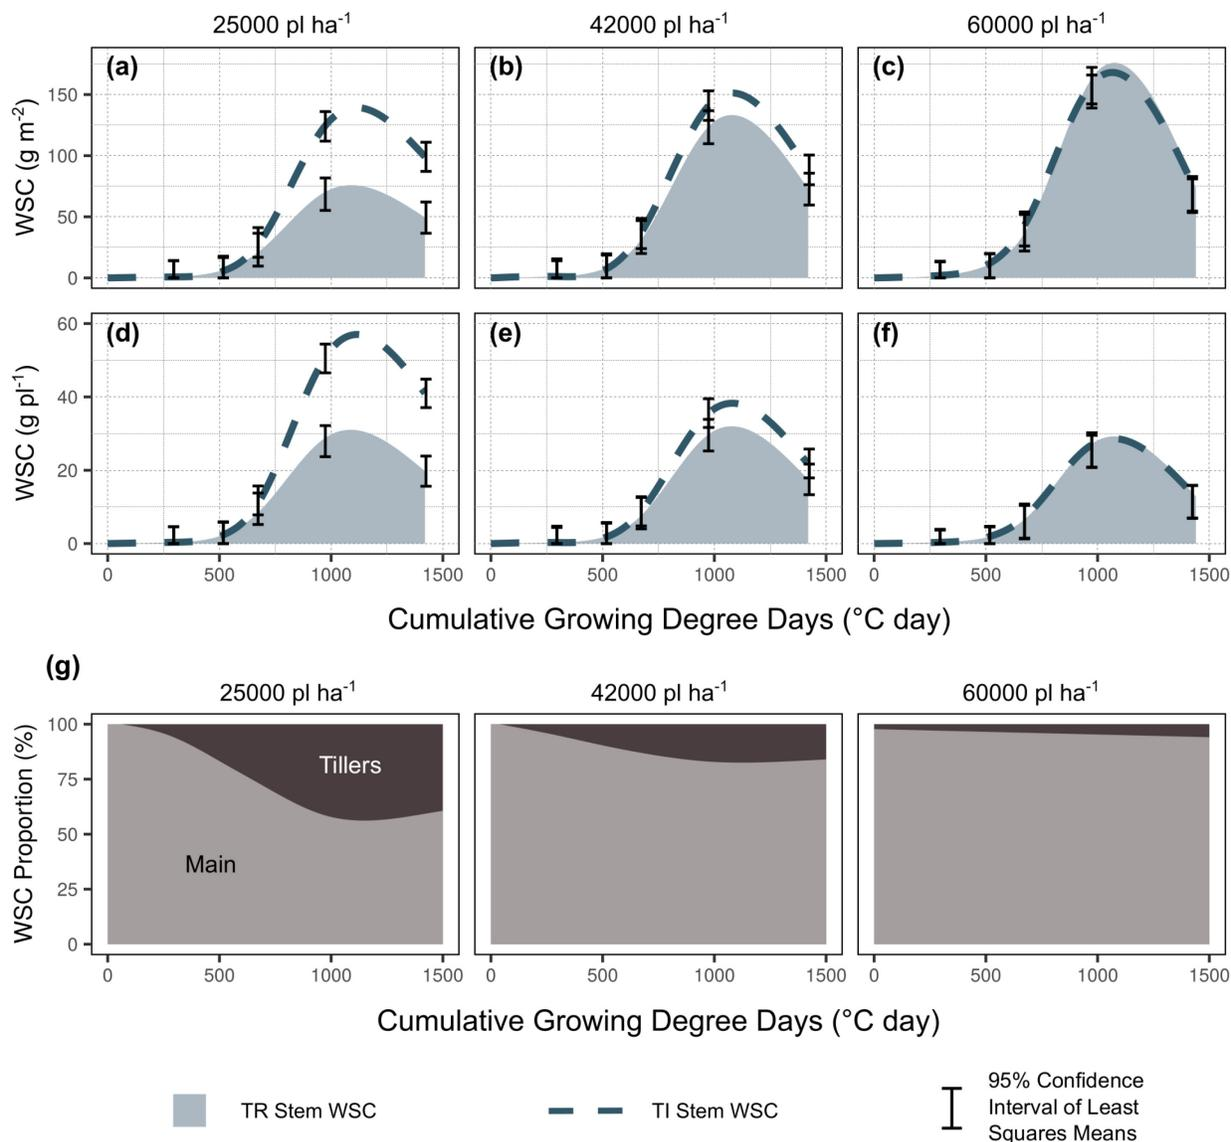 25000 pl ha-1 42000 pl ha-1 60000 pl ha-1
(a) (b) (c)
WSC (g m-2)
150
100
50
0
(d) (e) (f)
WSC (g pl-1)
60
40
20
0
0 500 1000 1500 0 500 1000 1500 0 500 1000 1500
Cumulative Growing Degree Days (°C day)
(g)
25000 pl ha-1 42000 pl ha-1 60000 pl ha-1
WSC Proportion (%)
100
75
50
25
0
Tillers
Main
0 500 1000 1500 0 500 1000 1500 0 500 1000 1500
Cumulative Growing Degree Days (°C day)
TR Stem WSC
TI Stem WSC
95% Confidence
Interval of Least
Squares Means